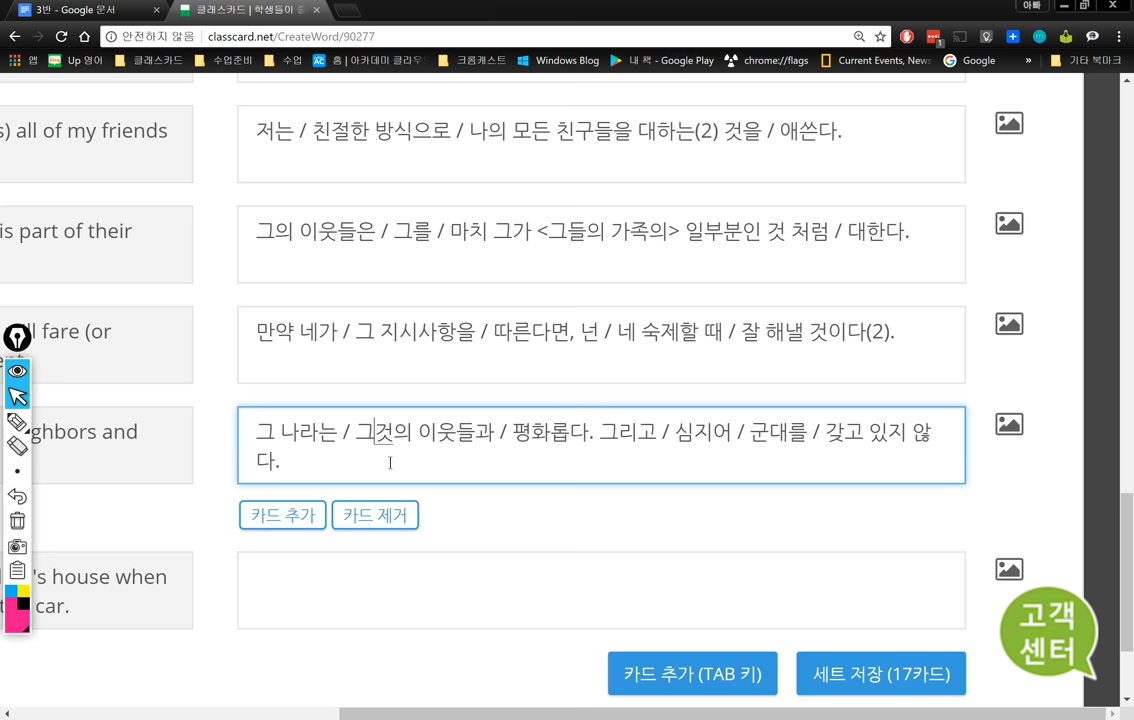 3반 - Google 문서
클래스카드 | 학생들이
아빠
안전하지 않음
classcard.net/CreateWord/90277
1
앱
Up 영어
클래스카드
수업준비
수업
홈 | 아카데미 클라우
크롬캐스트
Windows Blog
내 책 - Google Play
chrome://flags
Current Events, News
Google
»
기타 북마크
s) all of my friends
저는 / 친절한 방식으로 / 나의 모든 친구들을 대하는(2) 것을 / 애쓴다.
is part of their
그의 이웃들은 / 그를 / 마치 그가 <그들의 가족의> 일부분인 것 처럼 / 대한다.
ll fare (or
만약 네가 / 그 지시사항을 / 따른다면, 넌 / 네 숙제할 때 / 잘 해낼 것이다(2).
ghbors and
그 나라는 / 그것의 이웃들과 / 평화롭다. 그리고 / 심지어 / 군대를 / 갖고 있지 않
다.
카드 추가
카드 제거
's house when
car.
고객
센터
카드 추가 (TAB 키)
세트 저장 (17카드)